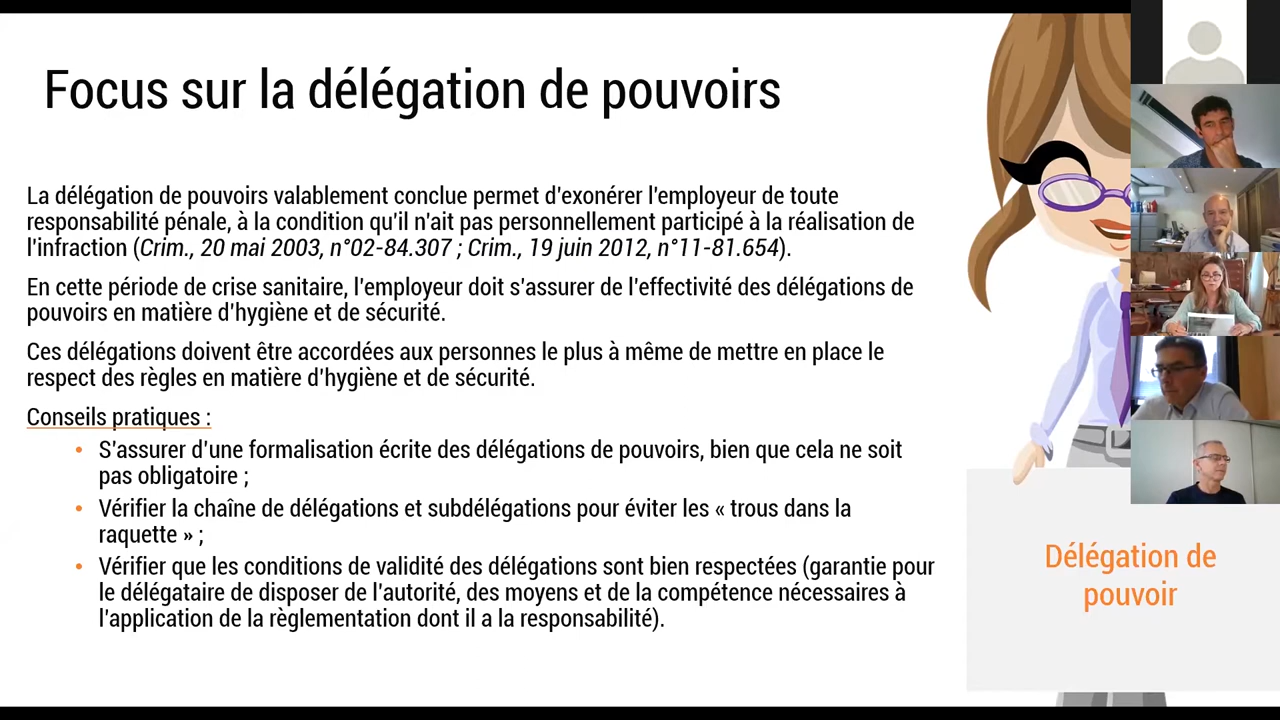 Focus sur la délégation de pouvoirs
La délégation de pouvoirs valablement conclue permet d'exonérer l'employeur de toute
responsabilité pénale, à la condition qu'il n'ait pas personnellement participé à la réalisation de
l'infraction (Crim., 20 mai 2003, n°02-84.307 ; Crim., 19 juin 2012, n°11-81.654).
En cette période de crise sanitaire, l'employeur doit s'assurer de l'effectivité des délégations de
pouvoirs en matière d'hygiène et de sécurité.
Ces délégations doivent être accordées aux personnes le plus à même de mettre en place le
respect des règles en matière d'hygiène et de sécurité.
Conseils pratiques :
• S'assurer d'une formalisation écrite des délégations de pouvoirs, bien que cela ne soit
pas obligatoire ;
• Vérifier la chaîne de délégations et subdélégations pour éviter les « trous dans la
raquette » ;
• Vérifier que les conditions de validité des délégations sont bien respectées (garantie pour
le délégataire de disposer de l'autorité, des moyens et de la compétence nécessaires à
l'application de la règlementation dont il a la responsabilité).
Délégation de
pouvoir